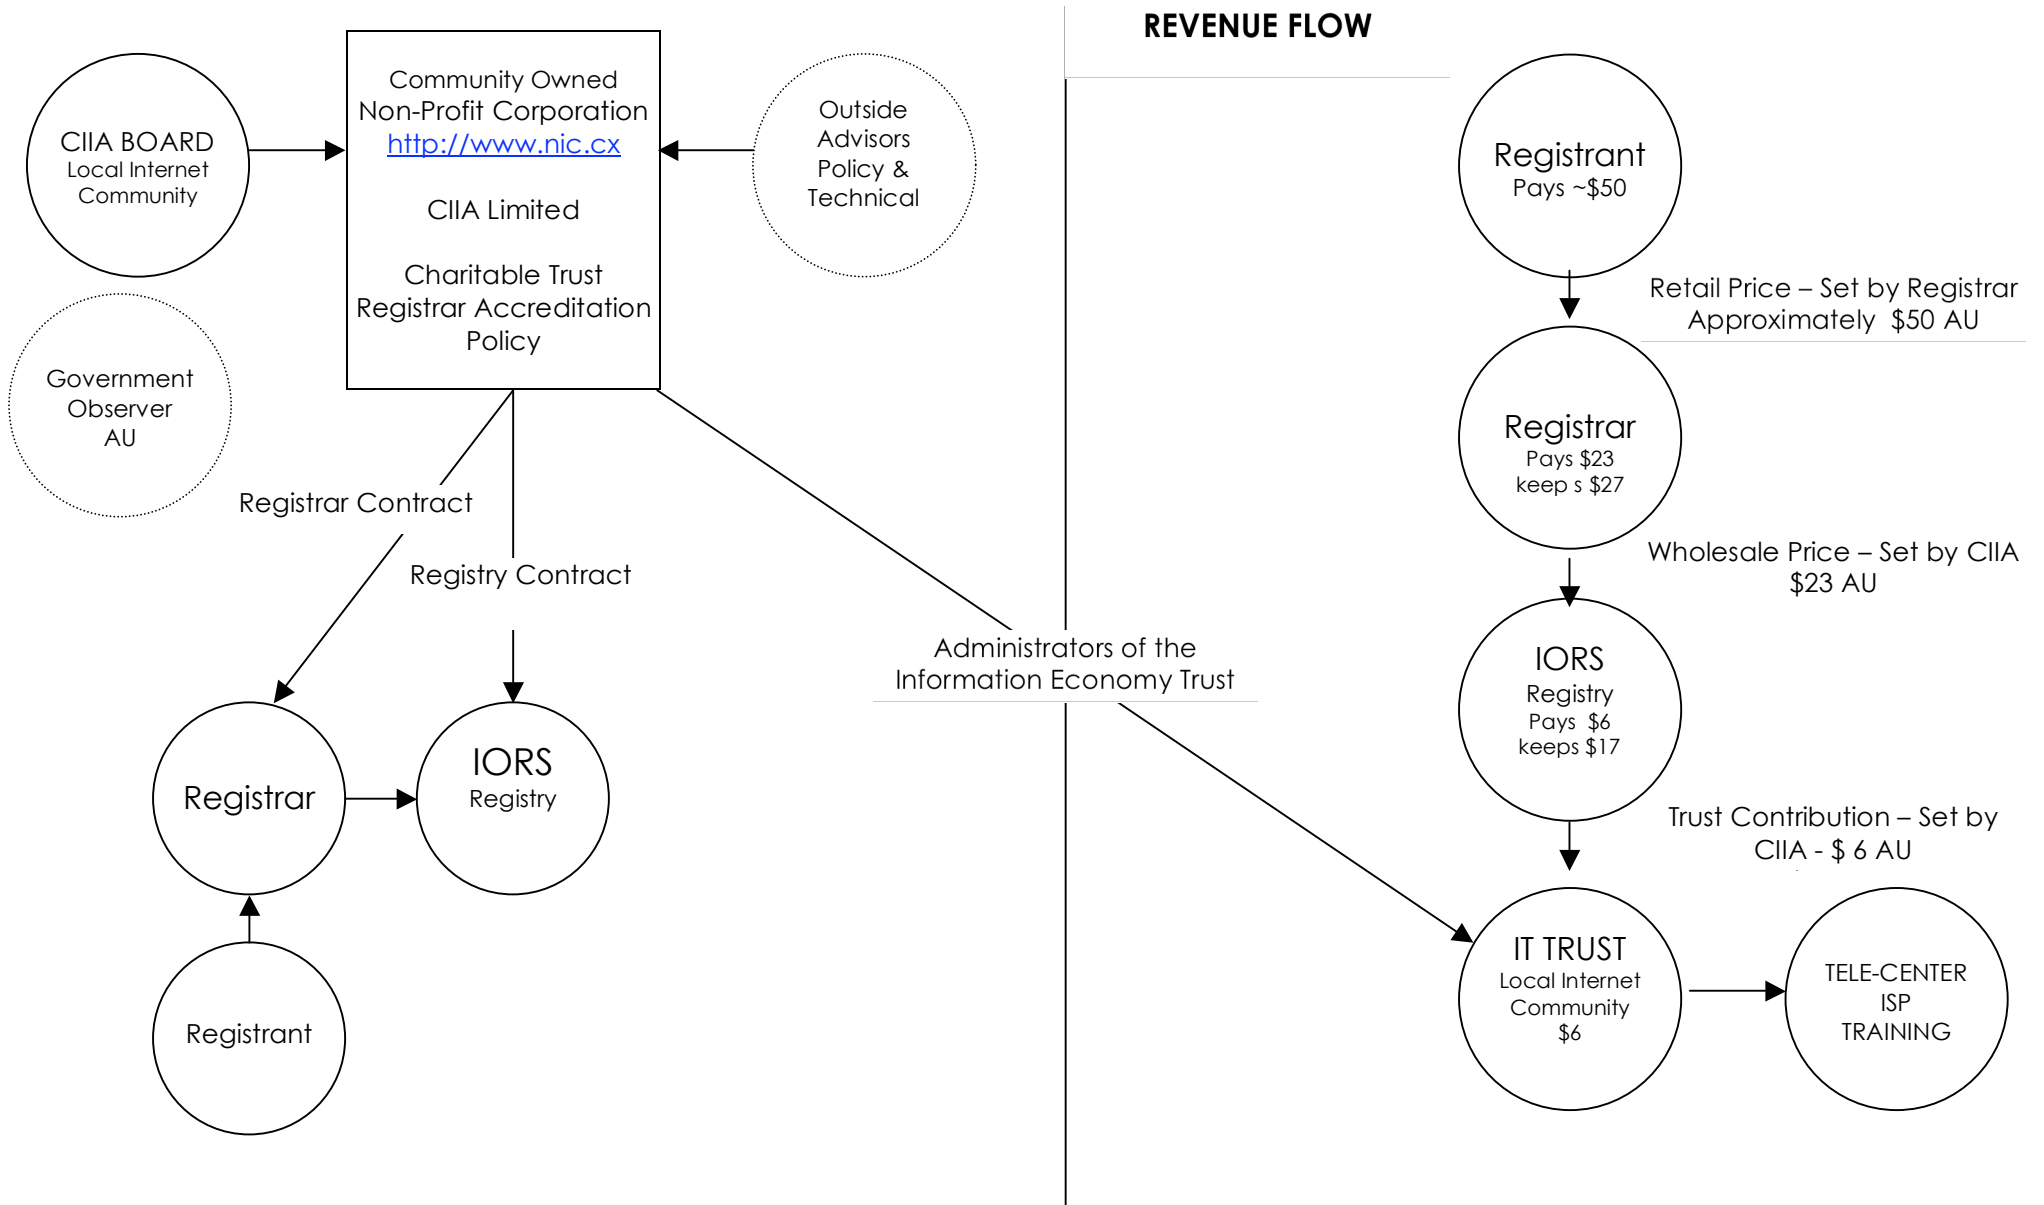 REVENUE FLOW
CIIA BOARD
Local Internet
Community
Community Owned
Non-Profit Corporation
http://www.nic.cx
CIIA Limited
Charitable Trust
Registrar Accreditation
Policy
Outside
Advisors
Policy &
Technical
Government
Observer
AU
Registrar Contract
Registry Contract
Administrators of the
Information Economy Trust
Registrar
IORS
Registry
Registrant
Registrant
Pays ~$50
Retail Price – Set by Registrar
Approximately  $50 AU
Registrar
Pays $23
keep s $27
Wholesale Price – Set by CIIA
$23 AU
IORS
Registry
Pays  $6
keeps $17
Trust Contribution – Set by
CIIA - $ 6 AU
IT TRUST
Local Internet
Community
$6
TELE-CENTER
ISP
TRAINING